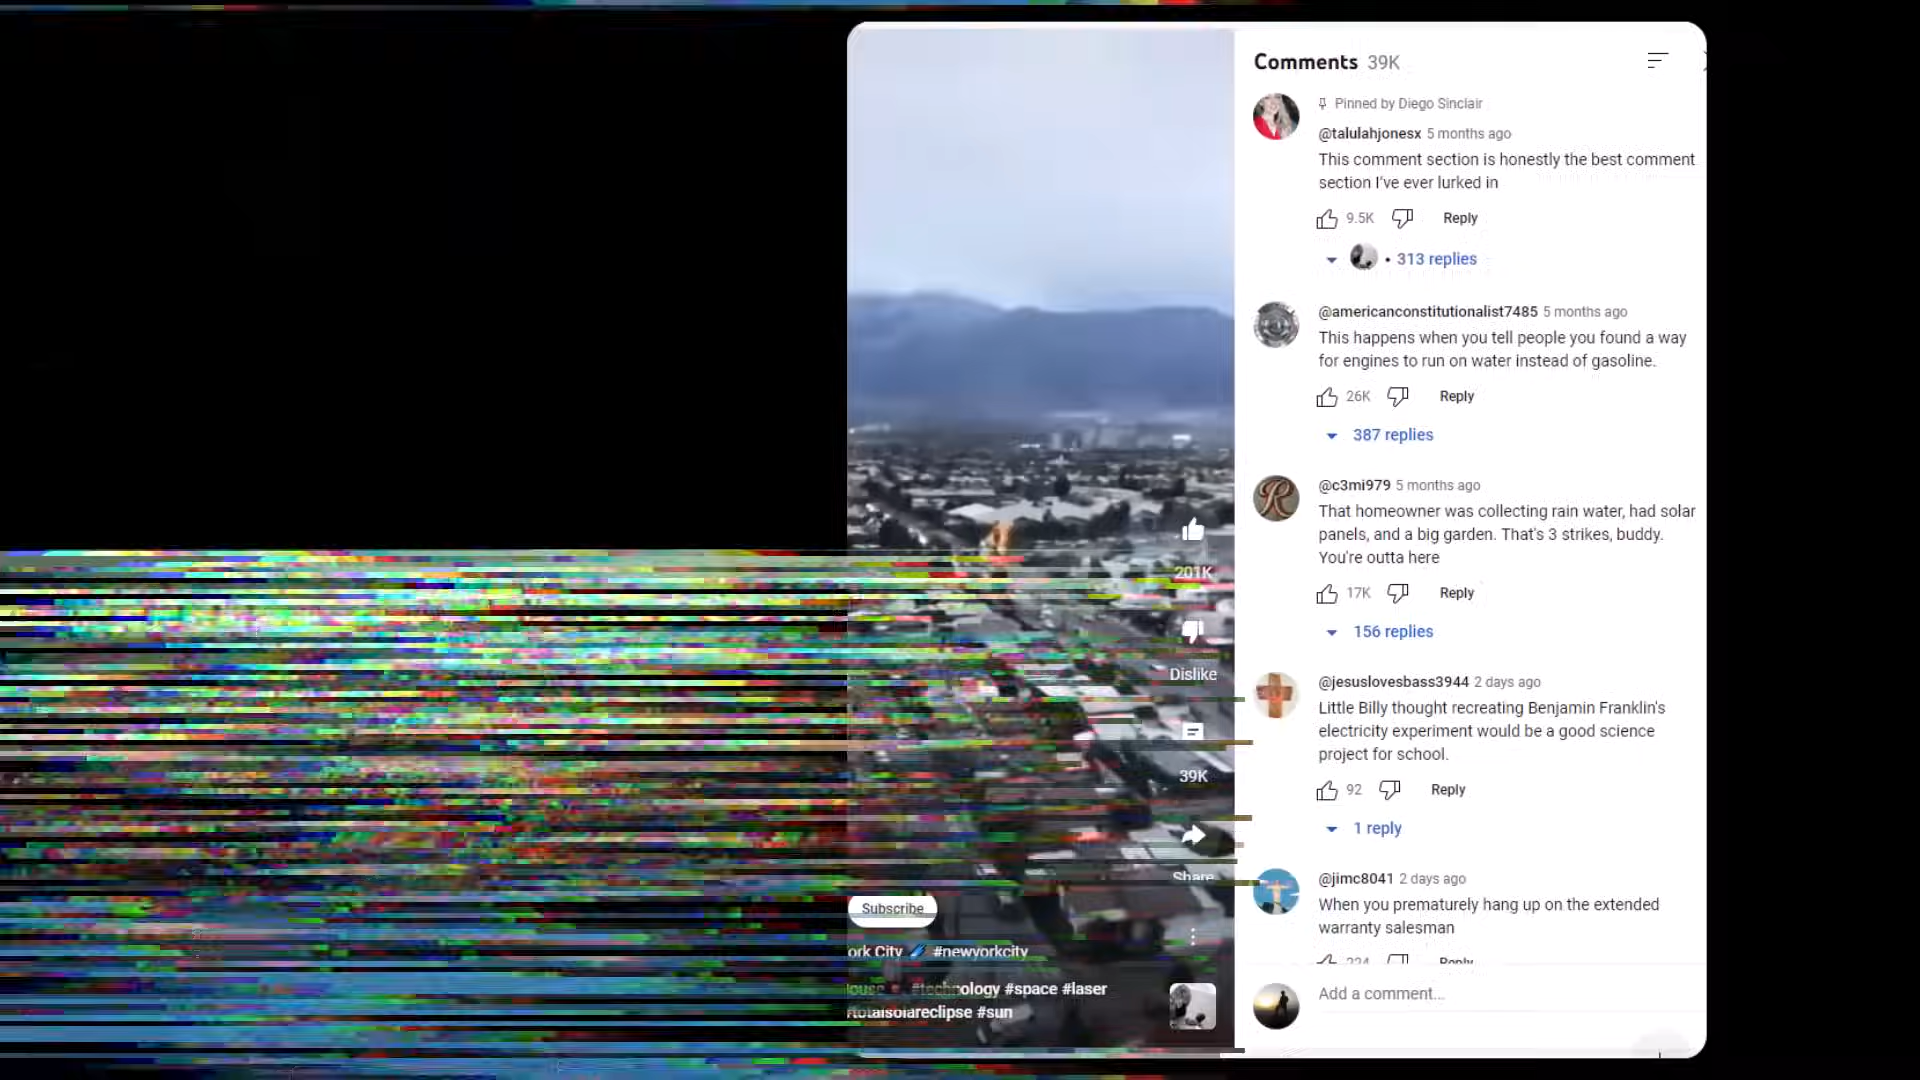 Comments 39K
Pinned by Diego Sinclair
@talulahjonesx 5 months ago
This comment section is honestly the best comment
section I've ever lurked in
9.5K Reply
• 313 replies
@americanconstitutionalist7485 5 months ago
This happens when you tell people you found a way
for engines to run on water instead of gasoline.
26K Reply
387 replies
@c3mi979 5 months ago
That homeowner was collecting rain water, had solar
panels, and a big garden. That's 3 strikes, buddy.
You're outta here
17K Reply
156 replies
@jesuslovesbass3944 2 days ago
Little Billy thought recreating Benjamin Franklin's
electricity experiment would be a good science
project for school.
92 Reply
1 reply
@jimc8041 2 days ago
When you prematurely hang up on the extended
warranty salesman
224 Reply
Add a comment...
201K
Dislike
39K
Share
Subscribe
ork City #newyorkcity
#technology #space #laser
#totalsolareclipse #sun